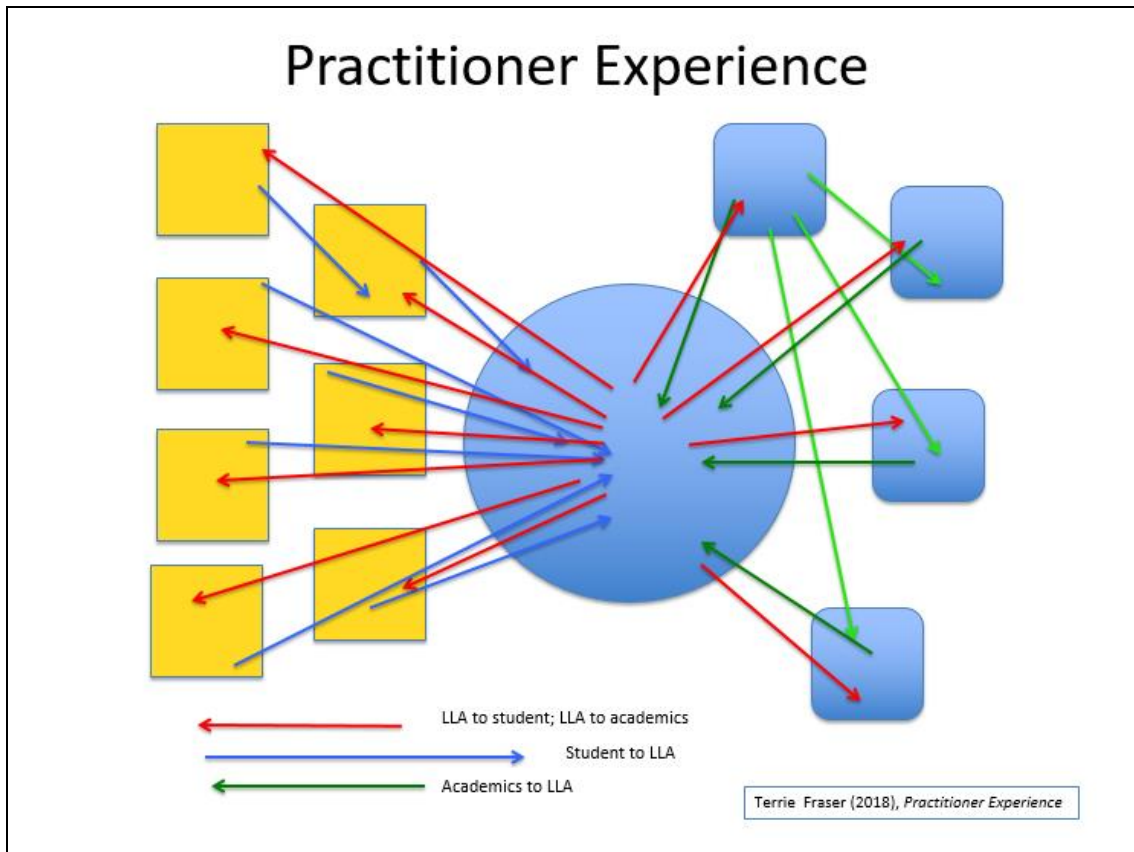 Practitioner Experience
LLA to student; LLA to academics
Student to LLA
Academics to LLA
Terrie Fraser (2018), Practitioner Experience